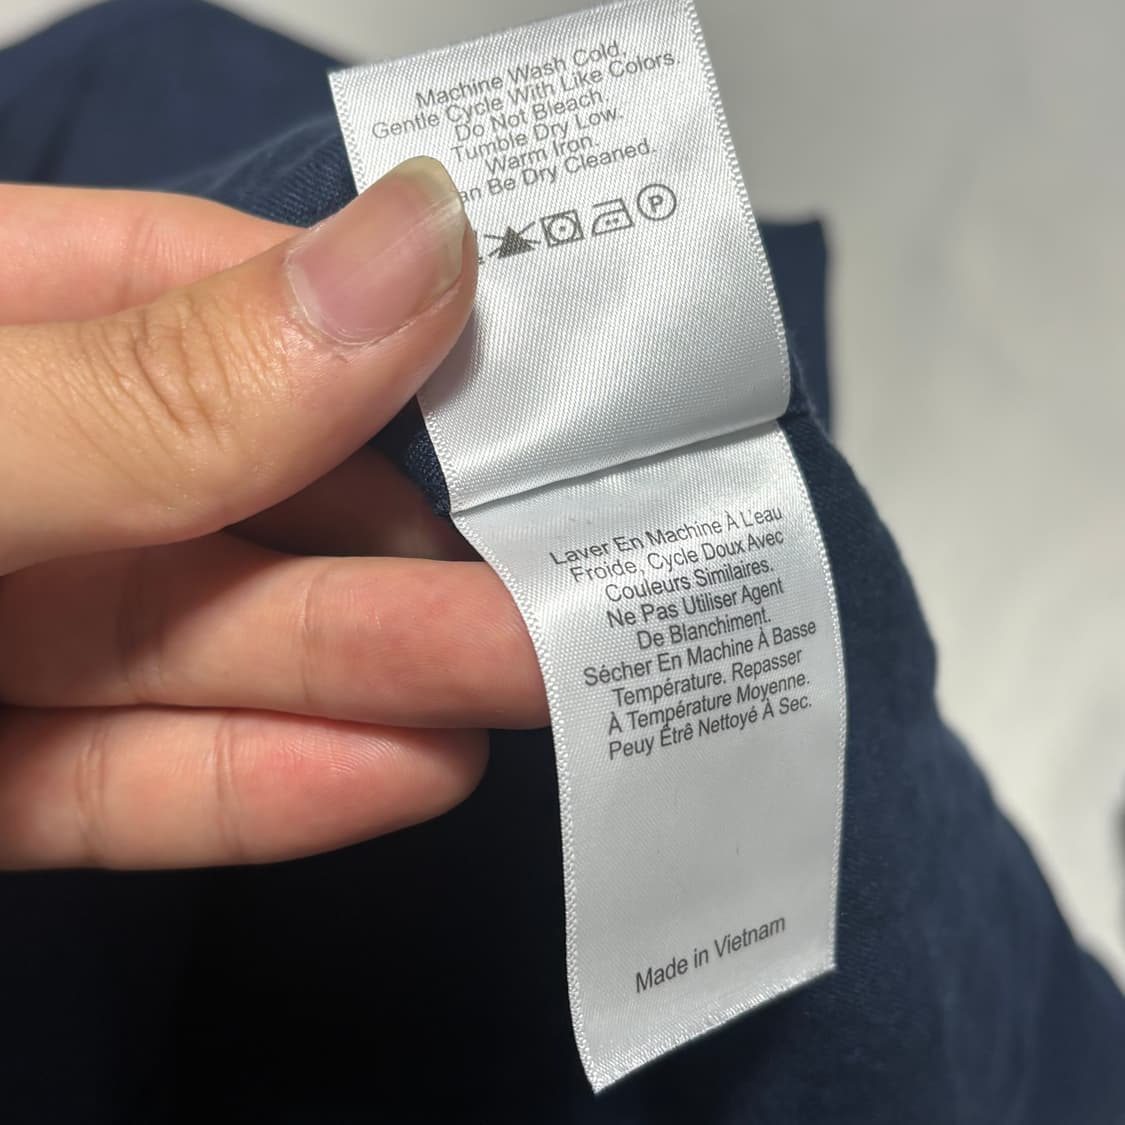 Machine Wash Cold,
Gentle Cycle With Like Colors.
Do Not Bleach.
Tumble Dry Low.
Warm Iron.
an Be Dry Cleaned.
P
Laver En Machine À L'eau
Froide, Cycle Doux Avec
Couleurs Similaires.
Ne Pas Utiliser Agent
De Blanchiment.
Sécher En Machine À Basse
Température. Repasser
À Température Moyenne.
Peuy Êtrê Nettoyé À Sec.
Made in Vietnam